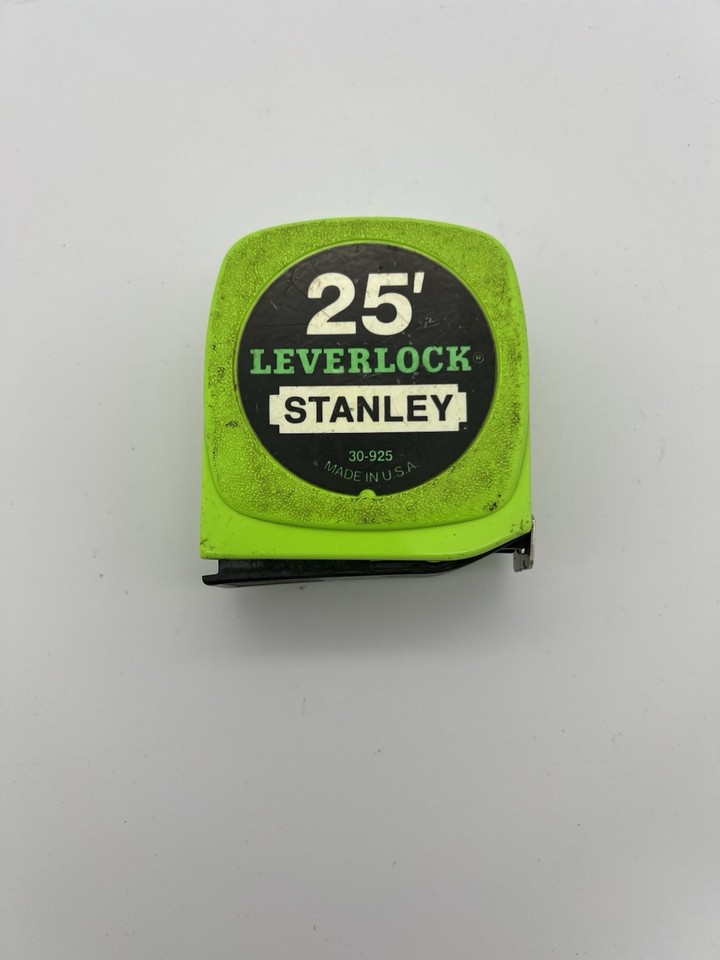 25'
LEVERLOCK®
STANLEY
30-925
MADE IN U.S.A.